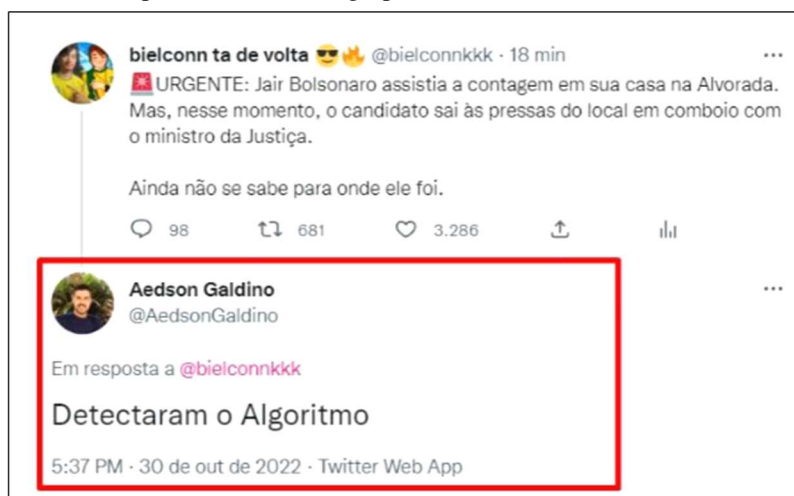 bielconn ta de volta 😎🔥 @bielconnkkk · 18 min
🚨URGENTE: Jair Bolsonaro assistia a contagem em sua casa na Alvorada.
Mas, nesse momento, o candidato sai às pressas do local em comboio com
o ministro da Justiça.
Ainda não se sabe para onde ele foi.
98 681 3.286
Aedson Galdino
@AedsonGaldino
Em resposta a @bielconnkkk
Detectaram o Algoritmo
5:37 PM · 30 de out de 2022 · Twitter Web App